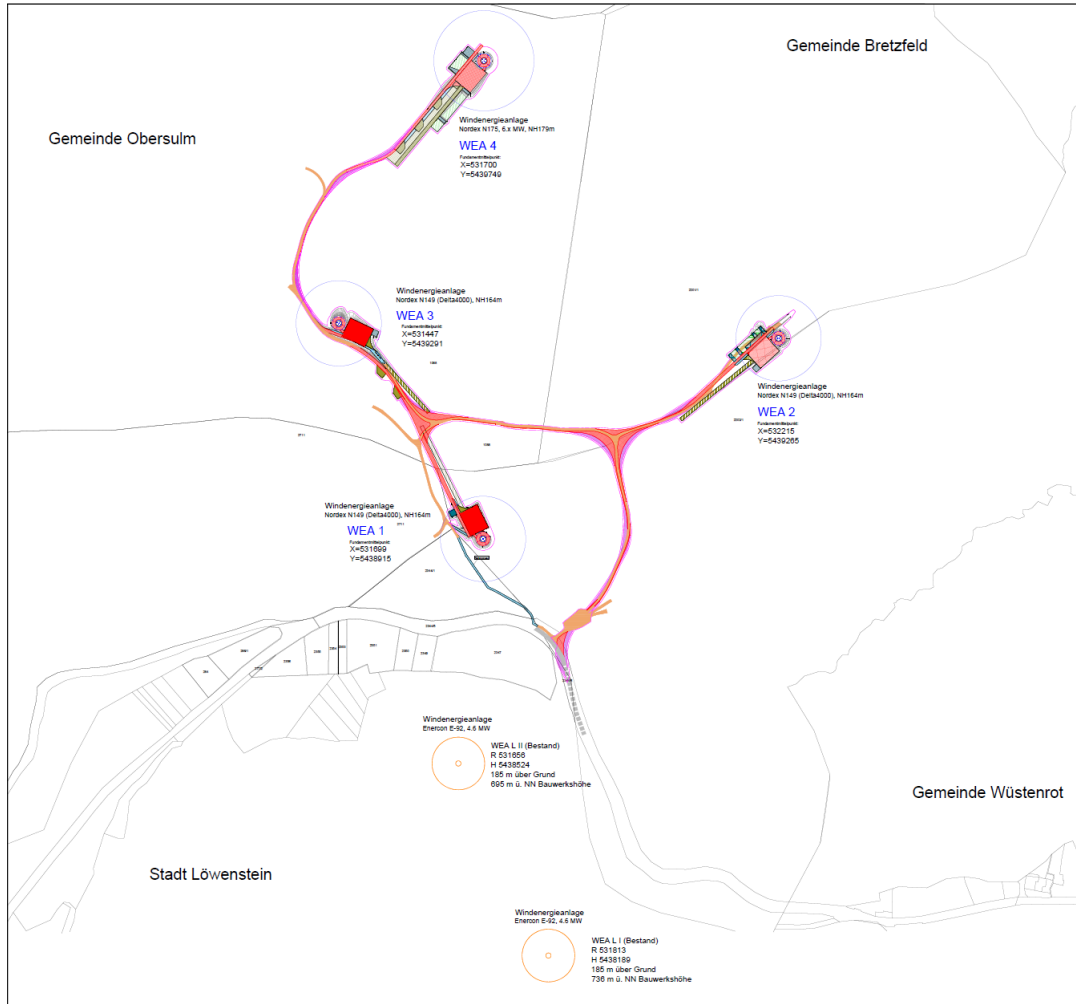 Gemeinde Bretzfeld
Gemeinde Obersulm
Windenergieanlage
Nordex N175, 6.x MW, NH179m
WEA 4
Fundamentmittelpunkt:
X=531700
Y=5439749
Windenergieanlage
Nordex N149 (Delta4000), NH164m
WEA 3
Fundamentmittelpunkt:
X=531447
Y=5439291
Windenergieanlage
Nordex N149 (Delta4000), NH164m
WEA 2
Fundamentmittelpunkt:
X=532215
Y=5439265
Windenergieanlage
Nordex N149 (Delta4000), NH164m
WEA 1
Fundamentmittelpunkt:
X=531699
Y=5438915
Windenergieanlage
Enercon E-92, 4.6 MW
WEA L II (Bestand)
R 531656
H 5438524
185 m über Grund
695 m ü. NN Bauwerkshöhe
Gemeinde Wüstenrot
Stadt Löwenstein
Windenergieanlage
Enercon E-92, 4.6 MW
WEA L I (Bestand)
R 531813
H 5438189
185 m über Grund
736 m ü. NN Bauwerkshöhe